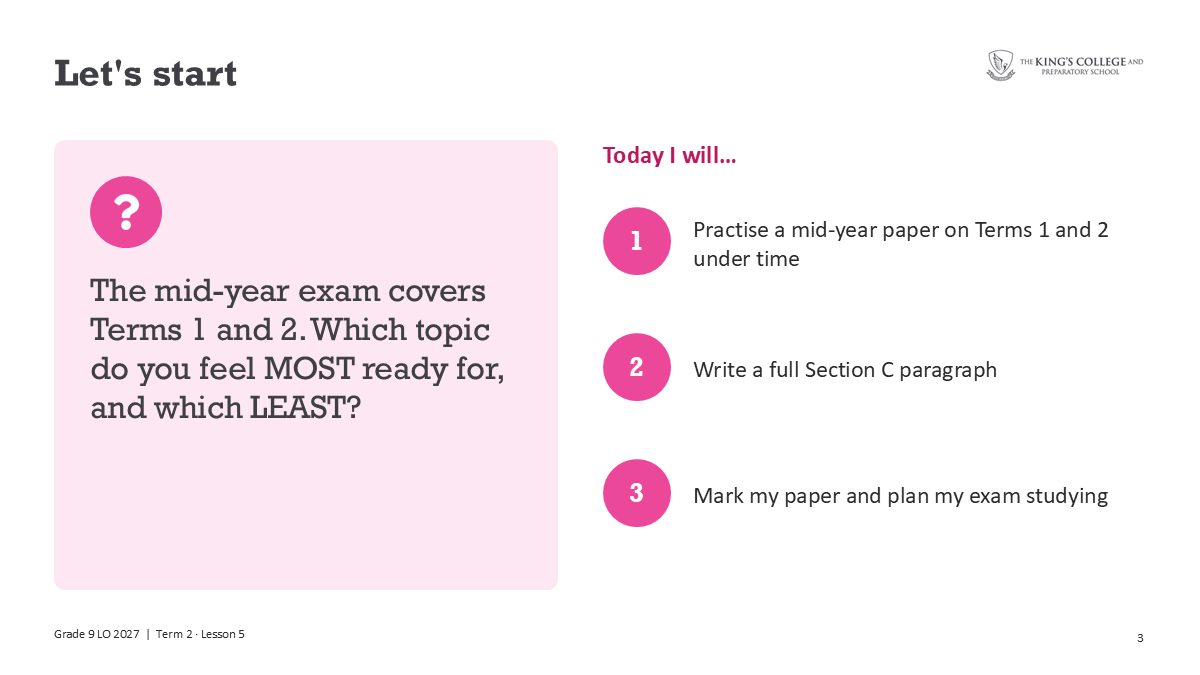 Let's start
THE KING'S COLLEGE AND
PREPARATORY SCHOOL
?
The mid-year exam covers
Terms 1 and 2. Which topic
do you feel MOST ready for,
and which LEAST?
Today I will...
1
Practise a mid-year paper on Terms 1 and 2
under time
2
Write a full Section C paragraph
3
Mark my paper and plan my exam studying
Grade 9 LO 2027 | Term 2 · Lesson 5
3